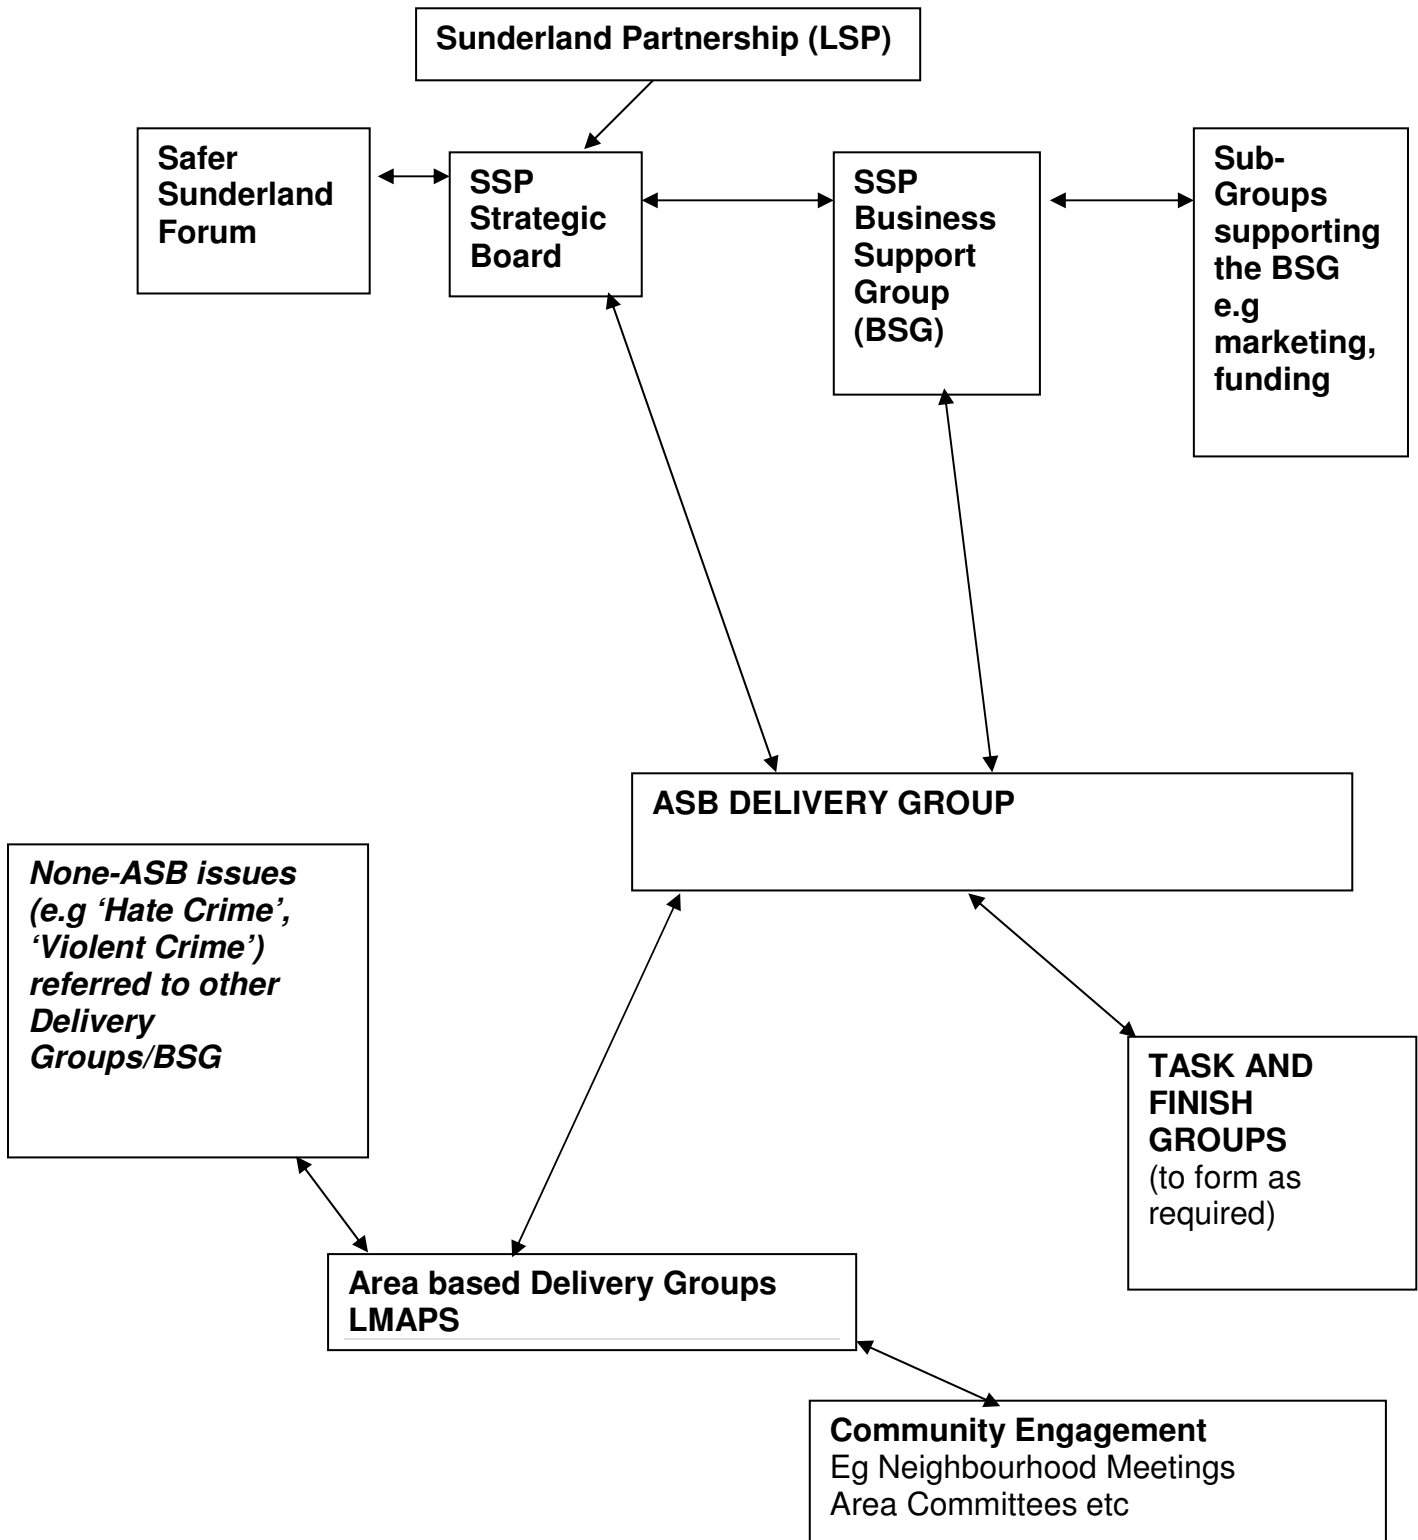 Sunderland Partnership (LSP)
Safer
Sunderland
Forum
SSP
Strategic
Board
SSP
Business
Support
Group
(BSG)
Sub-
Groups
supporting
the BSG
e.g
marketing,
funding
ASB DELIVERY GROUP
None-ASB issues
(e.g ‘Hate Crime’,
‘Violent Crime’)
referred to other
Delivery
Groups/BSG
TASK AND
FINISH
GROUPS
(to form as
required)
Area based Delivery Groups
LMAPS
Community Engagement
Eg Neighbourhood Meetings
Area Committees etc